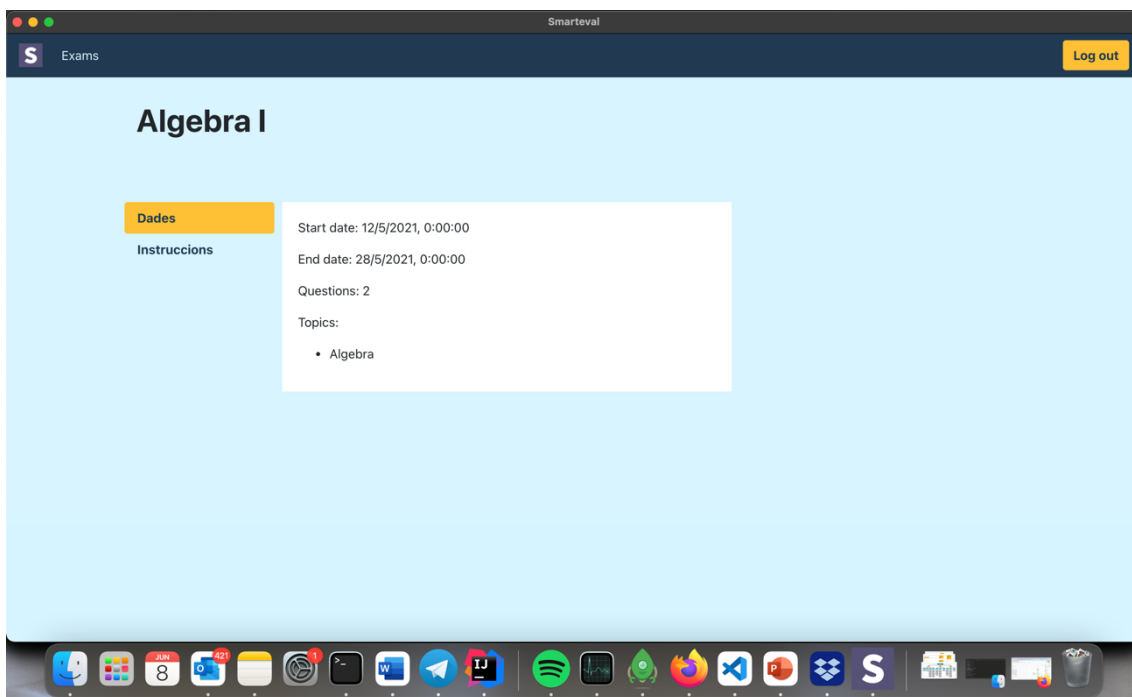 Smarteval
S Exams
Log out
Algebra I
Dades
Instruccions
Start date: 12/5/2021, 0:00:00
End date: 28/5/2021, 0:00:00
Questions: 2
Topics:
• Algebra
JUN
8
421
1
O
>_
W
IJ
P
S